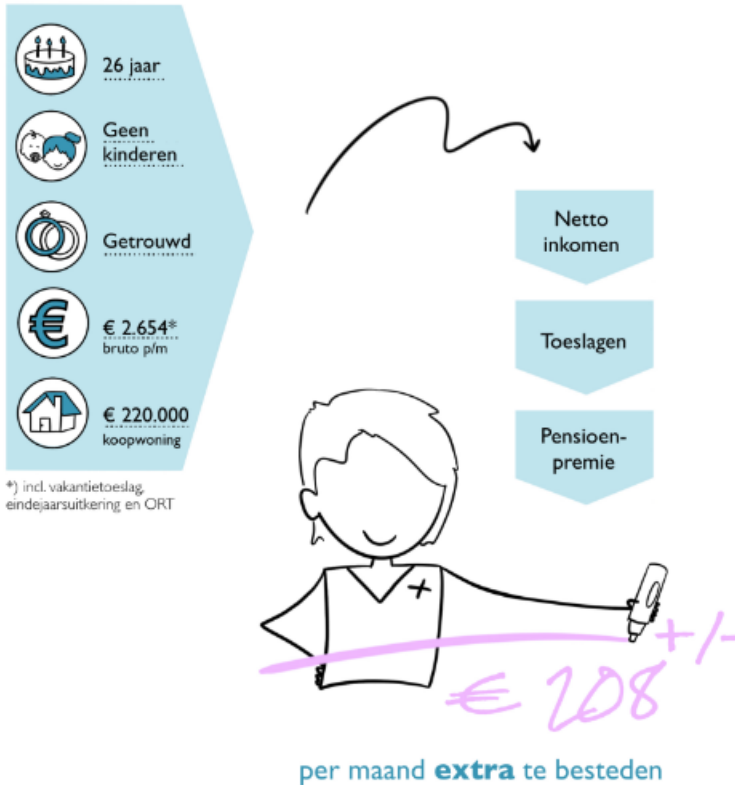 26 jaar
Geen
kinderen
Getrouwd
€ 2.654*
bruto p/m
€ 220.000
koopwoning
*) incl. vakantietoeslag,
eindejaarsuitkering en ORT
Netto
inkomen
Toeslagen
Pensioen-
premie
+/-
€ 208
per maand extra te besteden